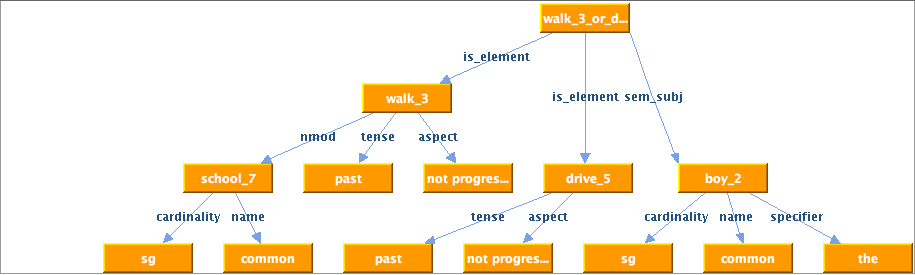 walk_3_or_d...
is_element
walk_3
is_element sem_subj
nmod tense aspect
school_7 past not progres... drive_5 boy_2
cardinality name tense aspect cardinality name specifier
sg common past not progres... sg common the